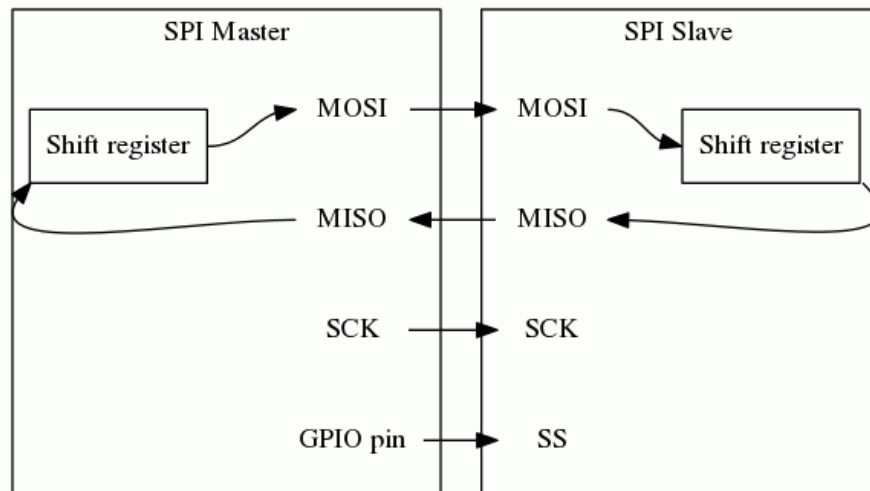 SPI Master
SPI Slave
MOSI
MOSI
Shift register
Shift register
MISO
MISO
SCK
SCK
GPIO pin
SS